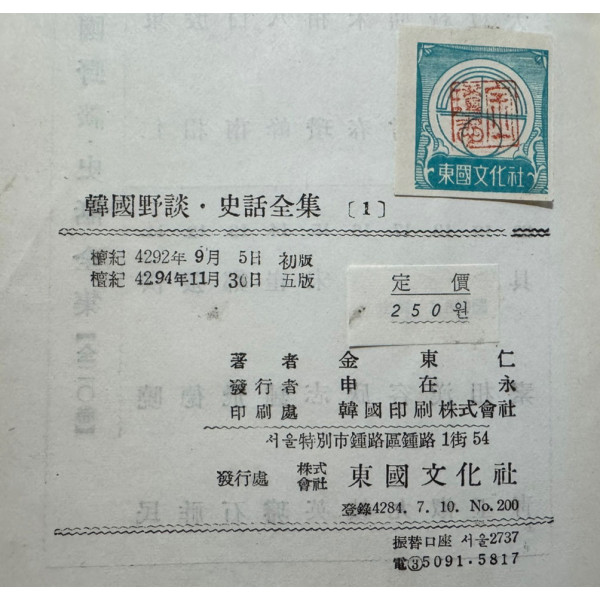 東國文化社
韓國野談・史話全集 〔1〕
檀紀 4292年 9月 5日 初版
檀紀 4294年11月 30日 五版
定 價
250원
著者 金東仁
發行者 申在永
印刷處 韓國印刷株式會社
서울特別市鍾路區鍾路 1街 54
發行處 株式會社 東國文化社
登錄4284. 7. 10. No. 200
振替口座 서울2737
電③5091.5817